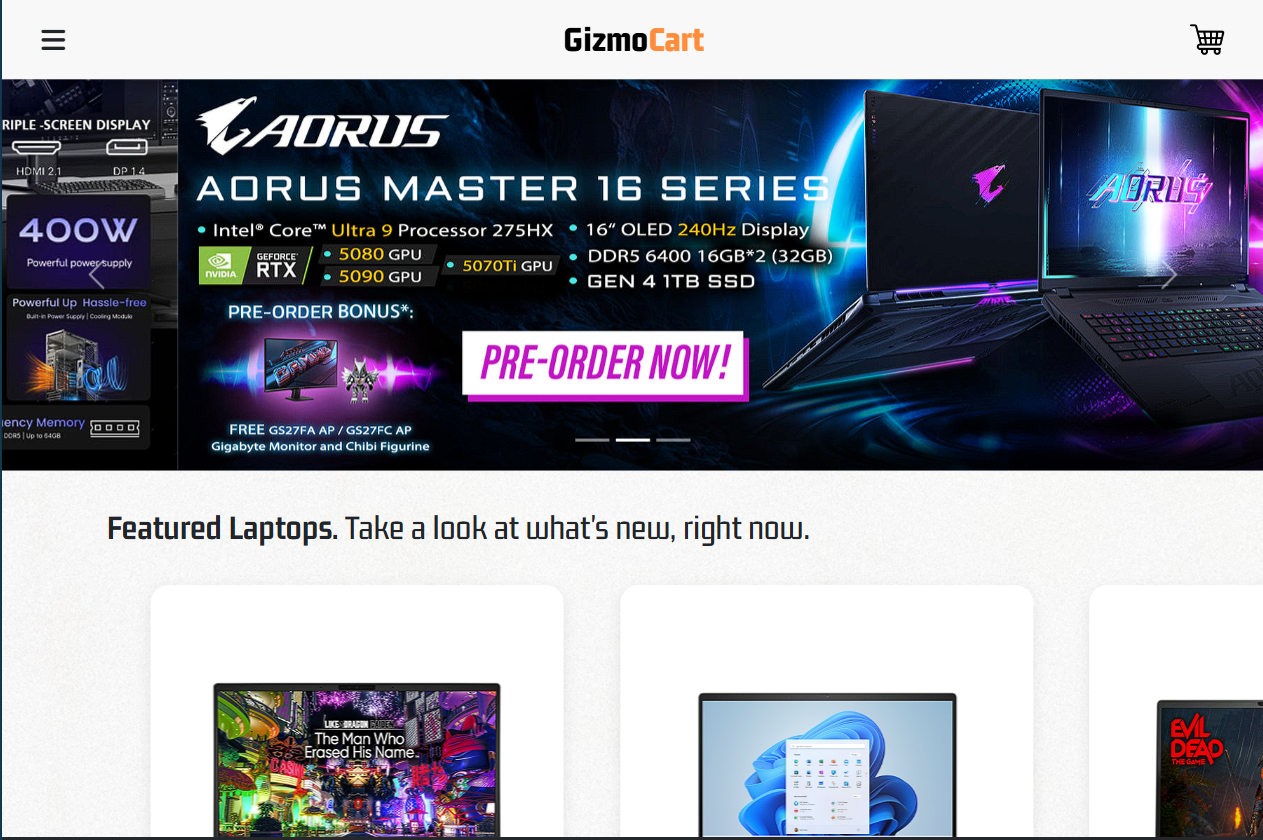 GizmoCart
RIPLE -SCREEN DISPLAY
HDMI 2.1
DP 1.4
400W
Powerful power supply
Powerful Up Hassle-free
Built-in Power Supply | Cooling Module
ency Memory
DDR5 | Up to 64GB
AORUS
AORUS MASTER 16 SERIES
• Intel® Core™ Ultra 9 Processor 275HX
NVIDIA
GEFORCE RTX
• 5080 GPU
• 5090 GPU
• 5070Ti GPU
• 16“ OLED 240Hz Display
• DDR5 6400 16GB*2 (32GB)
• GEN 4 1TB SSD
PRE-ORDER BONUS*:
GAMING
FREE GS27FA AP / GS27FC AP
Gigabyte Monitor and Chibi Figurine
PRE-ORDER NOW!
AORUS
Featured Laptops. Take a look at what's new, right now.
LIKE A DRAGON GAIDEN
The Man Who
Erased His Name
CASH
EVIL
DEAD
THE GAME